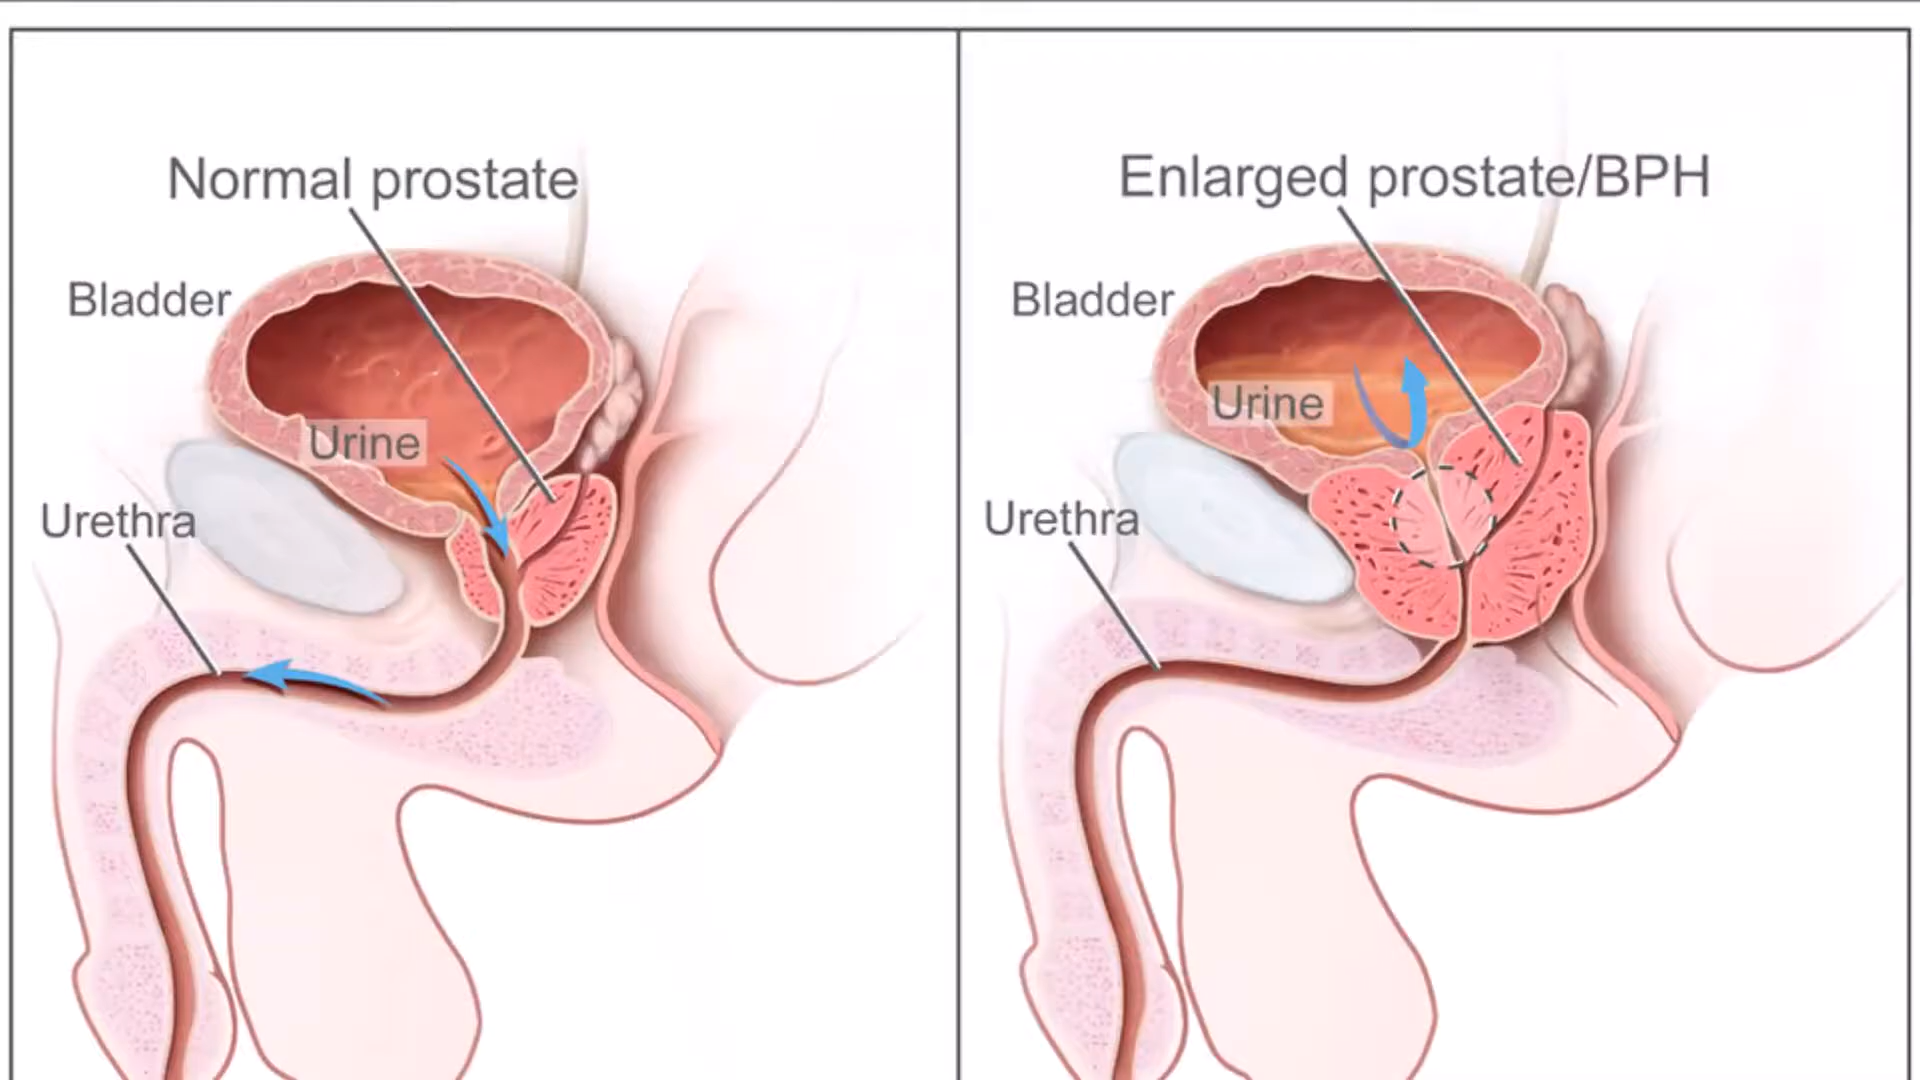 Normal prostate
Bladder
Urine
Urethra
Enlarged prostate/BPH
Bladder
Urine
Urethra